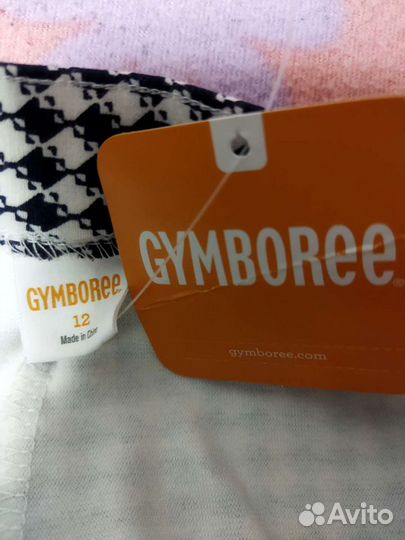 GYMBOREE®
gymboree.com
GYMBOREE
12
Made in China
Avito